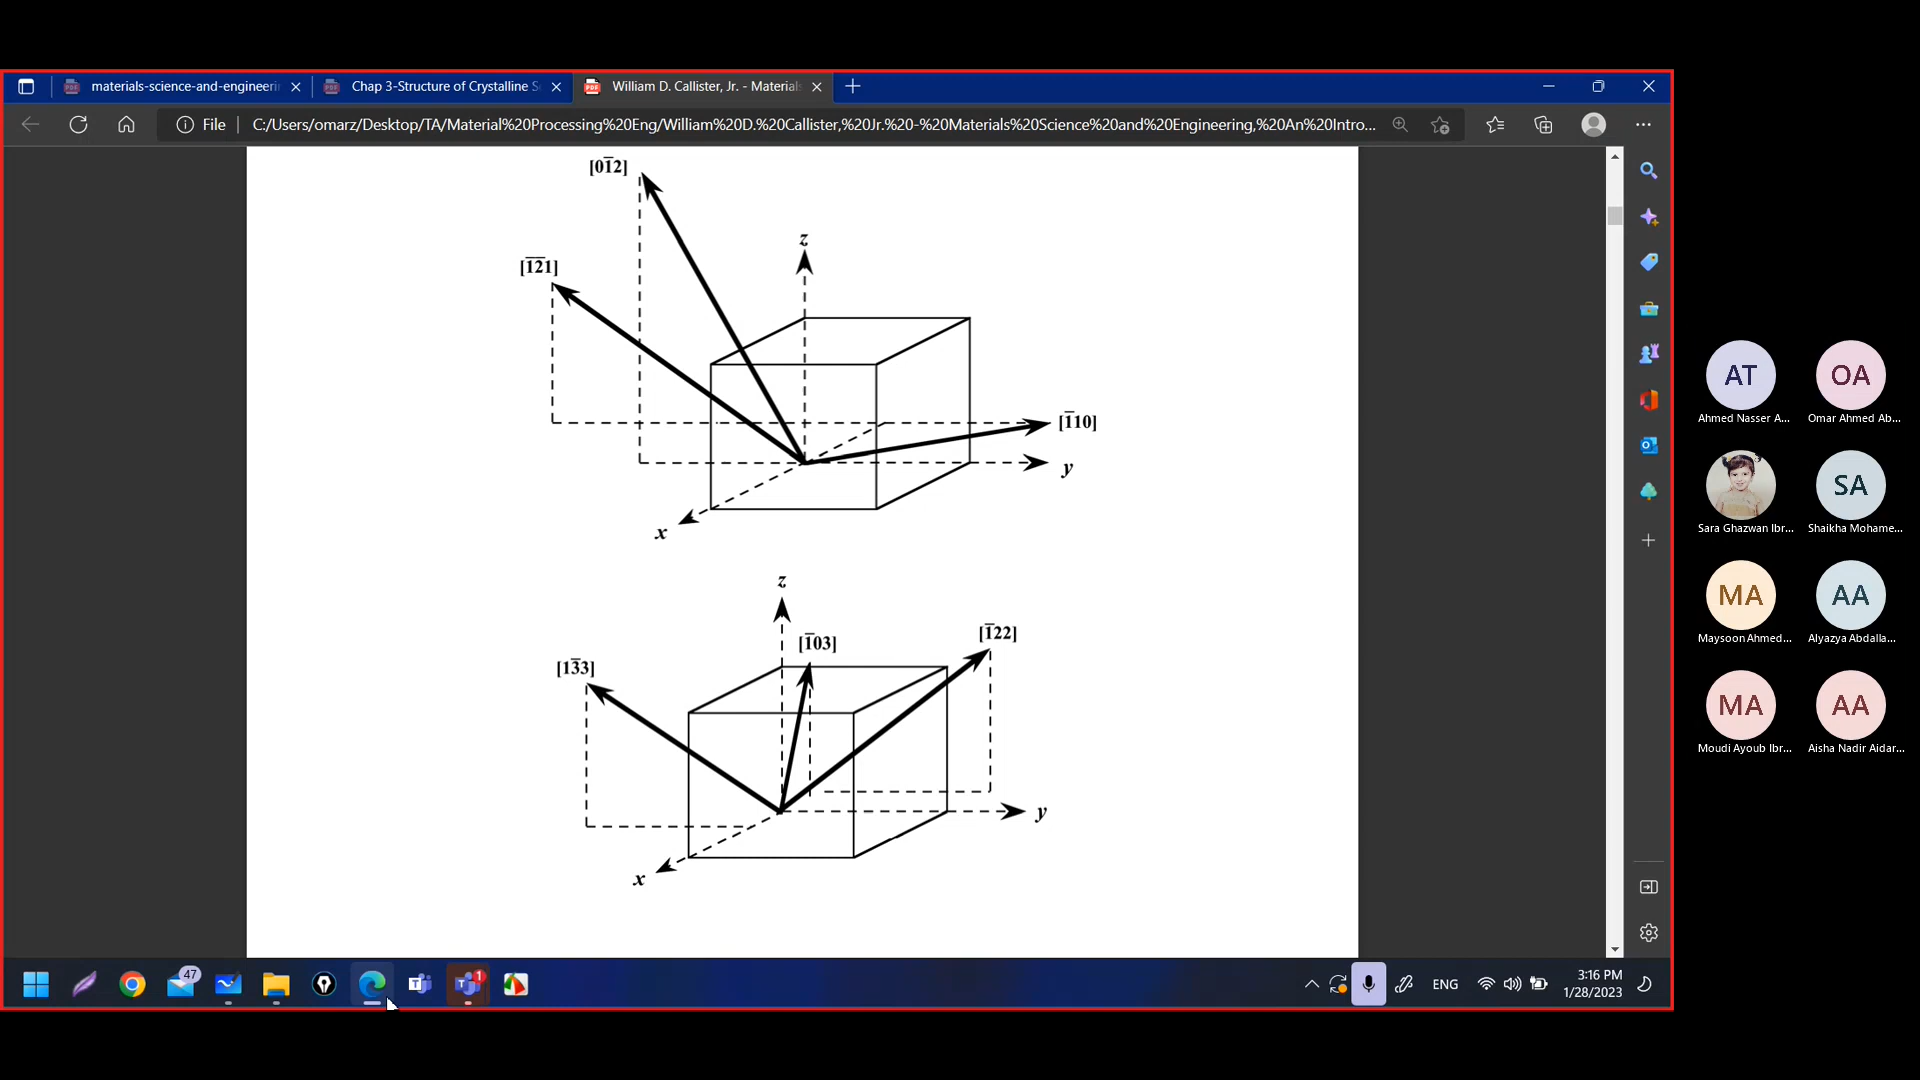 materials-science-and-engineerin
Chap 3-Structure of Crystalline S
William D. Callister, Jr. - Materials
File
C:/Users/omarz/Desktop/TA/Material%20Processing%20Eng/William%20D.%20Callister,%20Jr.%20-%20Materials%20Science%20and%20Engineering,%20An%20Intro...
[01̅2]
z
[1̅2̅1]
[1̅10]
y
x
z
[1̅03]
[1̅22]
[13̅3]
y
x
AT
Ahmed Nasser A...
OA
Omar Ahmed Ab...
Sara Ghazwan Ibr...
SA
Shaikha Mohame...
MA
Maysoon Ahmed...
AA
Alyazya Abdalla...
MA
Moudi Ayoub Ibr...
AA
Aisha Nadir Aidar...
47
1
ENG
3:16 PM
1/28/2023